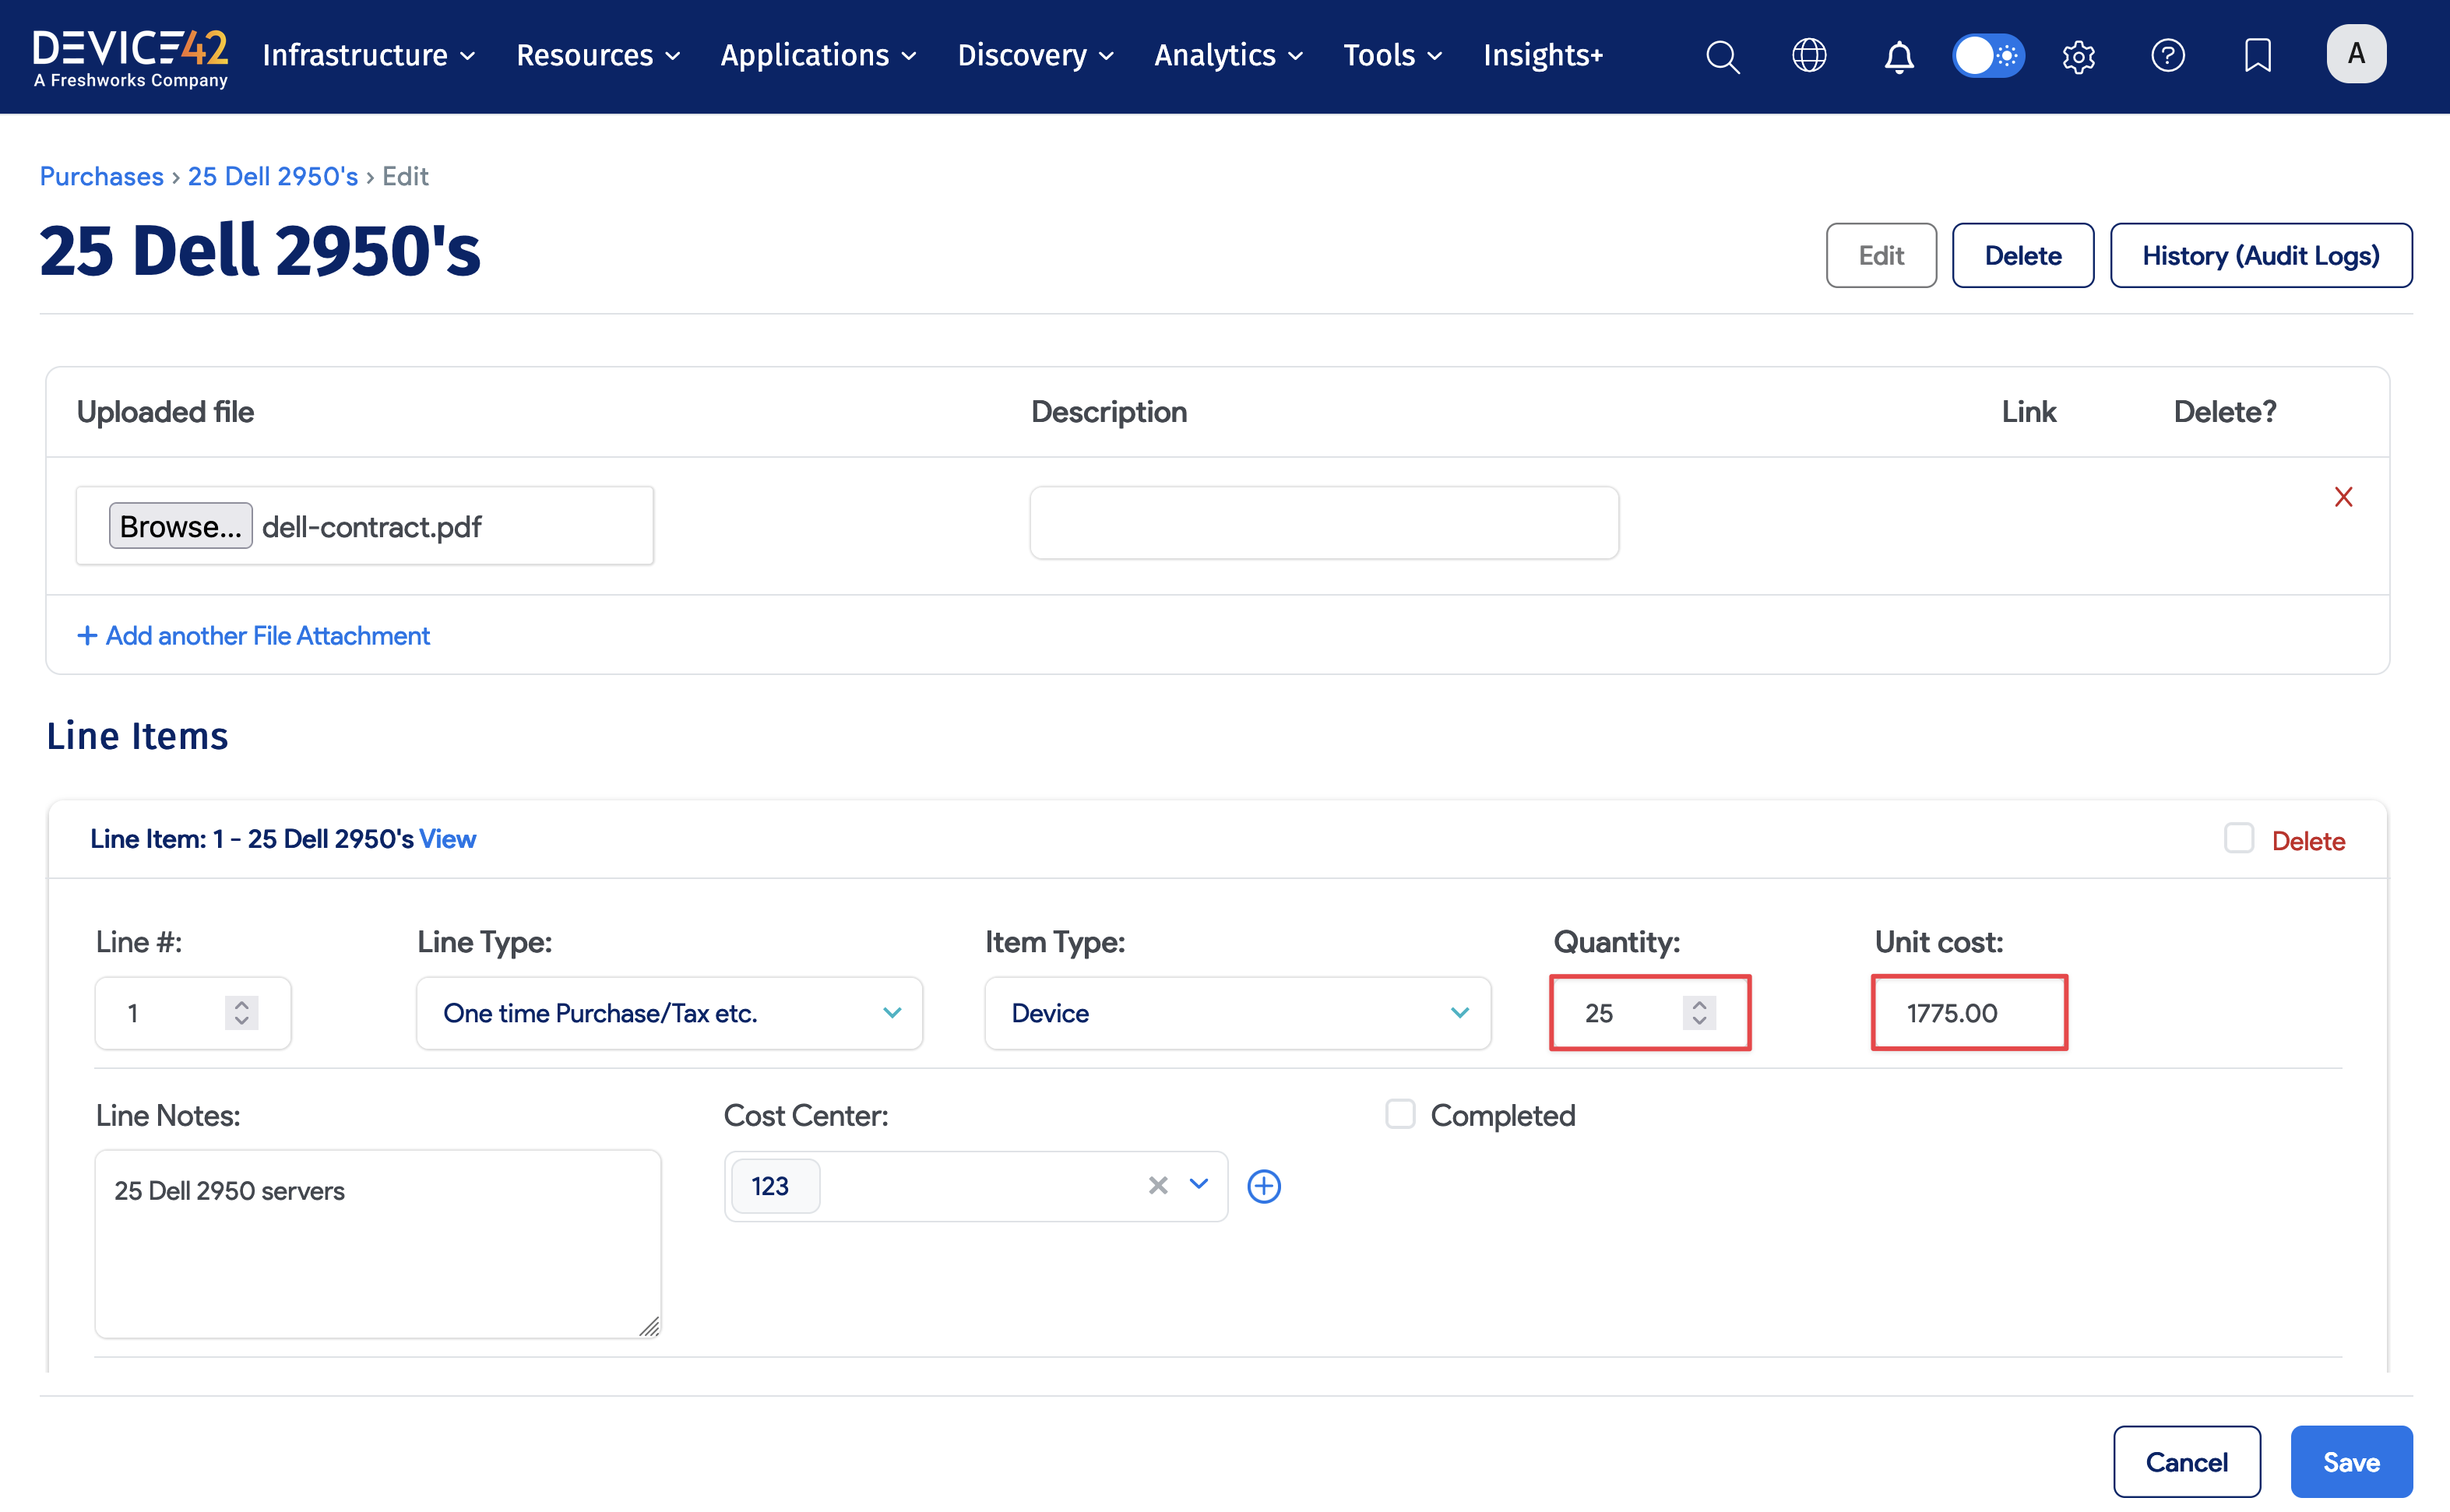 DEVICE42
A Freshworks Company
Infrastructure Resources Applications Discovery Analytics Tools Insights+
A
Purchases › 25 Dell 2950's › Edit
25 Dell 2950's
Edit Delete History (Audit Logs)
Uploaded file Description Link Delete?
Browse... dell-contract.pdf
+ Add another File Attachment
Line Items
Line Item: 1 - 25 Dell 2950's View Delete
Line #: Line Type: Item Type: Quantity: Unit cost:
1 One time Purchase/Tax etc. Device 25 1775.00
Line Notes: Cost Center: Completed
25 Dell 2950 servers 123
Cancel Save